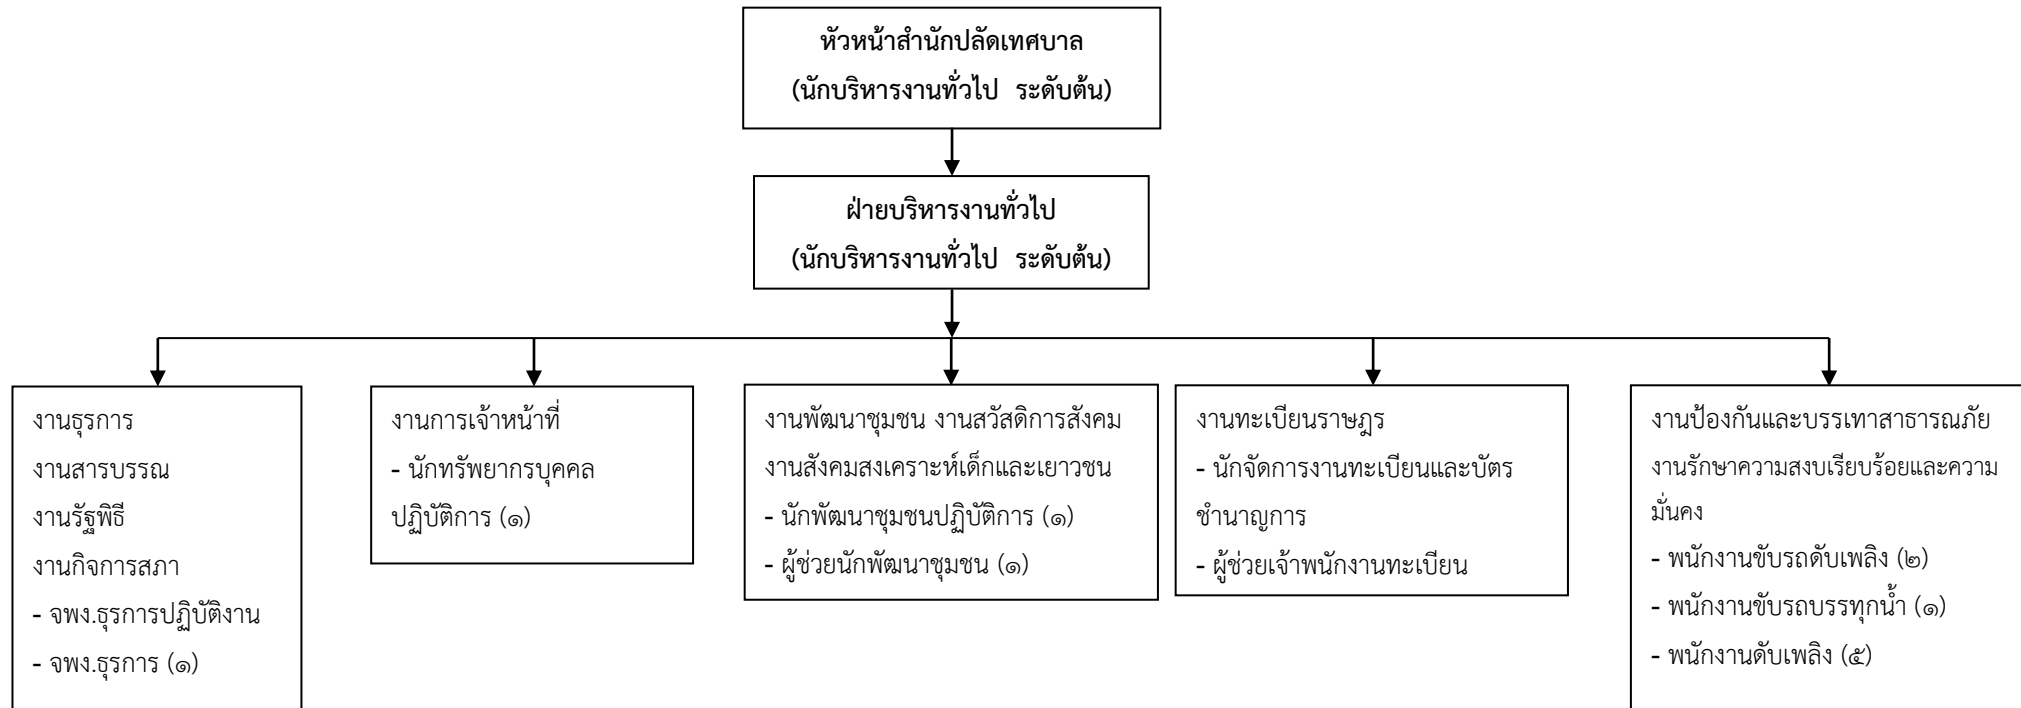 หัวหน้าสำนักปลัดเทศบาล
(นักบริหารงานทั่วไป ระดับต้น)
ฝ่ายบริหารงานทั่วไป
(นักบริหารงานทั่วไป ระดับต้น)
งานธุรการ
งานสารบรรณ
งานรัฐพิธี
งานกิจการสภา
- จพง.ธุรการปฏิบัติงาน
- จพง.ธุรการ (๑)
งานการเจ้าหน้าที่
- นักทรัพยากรบุคคล
ปฏิบัติการ (๑)
งานพัฒนาชุมชน งานสวัสดิการสังคม
งานสังคมสงเคราะห์เด็กและเยาวชน
- นักพัฒนาชุมชนปฏิบัติการ (๑)
- ผู้ช่วยนักพัฒนาชุมชน (๑)
งานทะเบียนราษฎร
- นักจัดการงานทะเบียนและบัตร
ชำนาญการ
- ผู้ช่วยเจ้าพนักงานทะเบียน
งานป้องกันและบรรเทาสาธารณภัย
งานรักษาความสงบเรียบร้อยและความ
มั่นคง
- พนักงานขับรถดับเพลิง (๒)
- พนักงานขับรถบรรทุกน้ำ (๑)
- พนักงานดับเพลิง (๕)